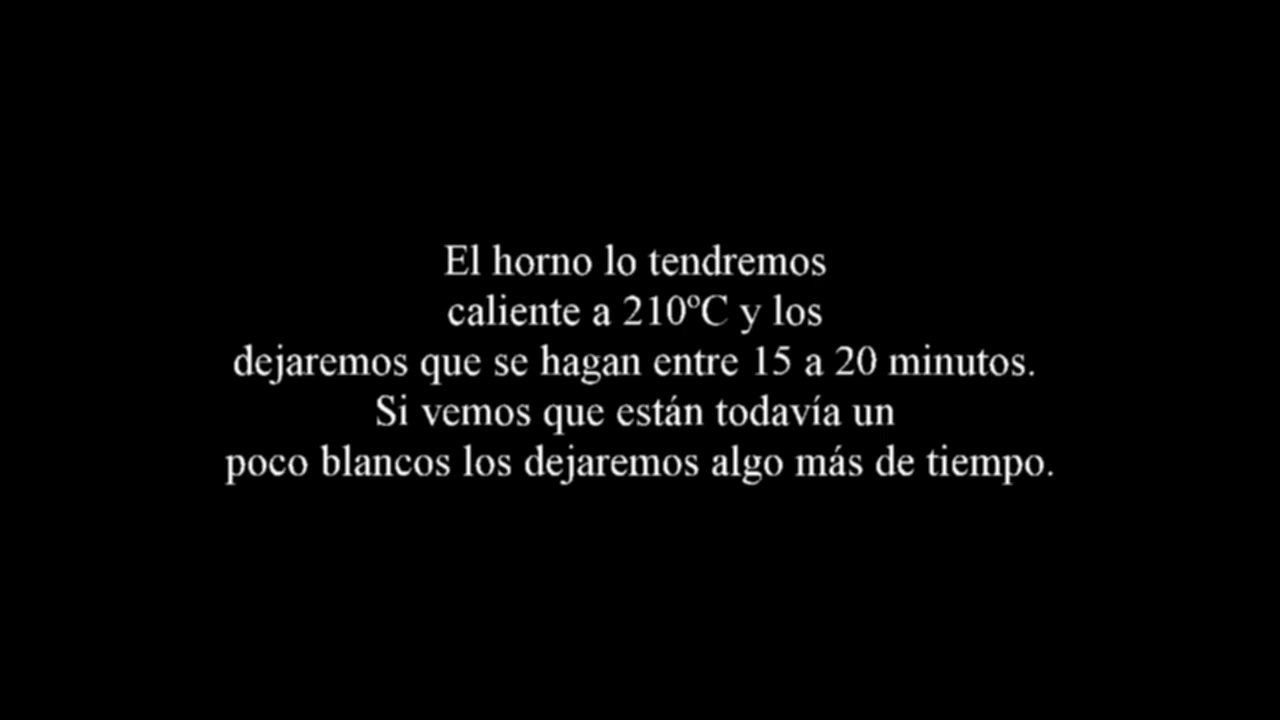 El horno lo tendremos
caliente a 210ºC y los
dejaremos que se hagan entre 15 a 20 minutos.
Si vemos que están todavía un
poco blancos los dejaremos algo más de tiempo.